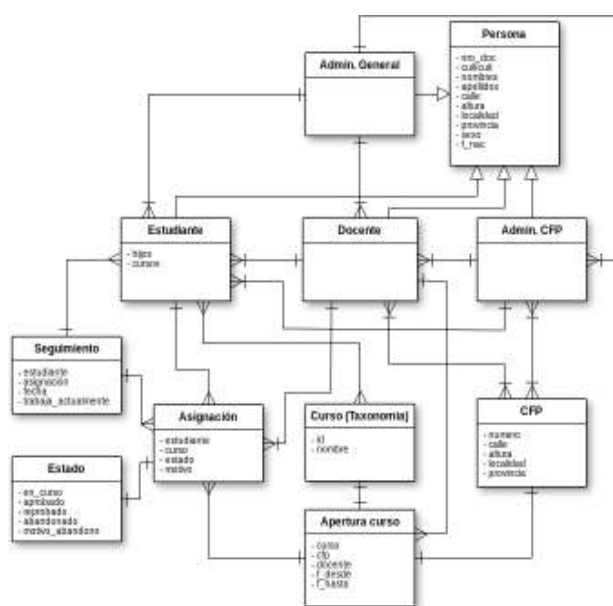 Persona
- nro_doc
- cuil/cuit
- nombres
- apellidos
- calle
- altura
- localidad
- provincia
- sexo
- f_nac
Admin. General
Estudiante
- hijos
- cursos
Docente
Admin. CFP
Seguimiento
- estudiante
- asignación
- fecha
- trabaja_actualmente
Asignación
- estudiante
- curso
- estado
- motivo
Curso (Taxonomía)
- id
- nombre
CFP
- numero
- calle
- altura
- localidad
- provincia
Estado
- en_curso
- aprobado
- reprobado
- abandonado
- motivo_abandono
Apertura curso
- curso
- cfp
- docente
- f_desde
- f_hasta